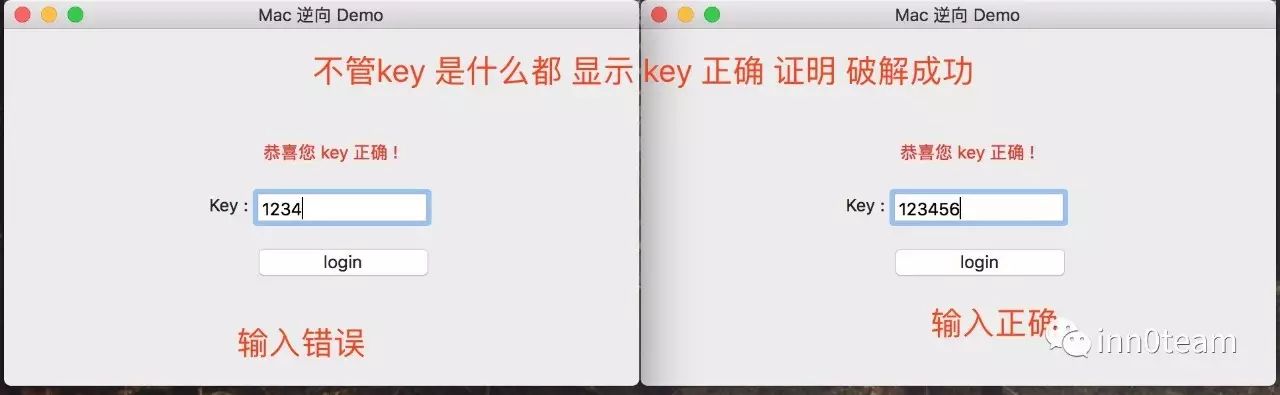 Mac 逆向 Demo
Mac 逆向 Demo
不管key 是什么都 显示 key 正确 证明 破解成功
恭喜您 key 正确！
Key :
1234
login
输入错误
恭喜您 key 正确！
Key :
123456
login
输入正确
inn0team